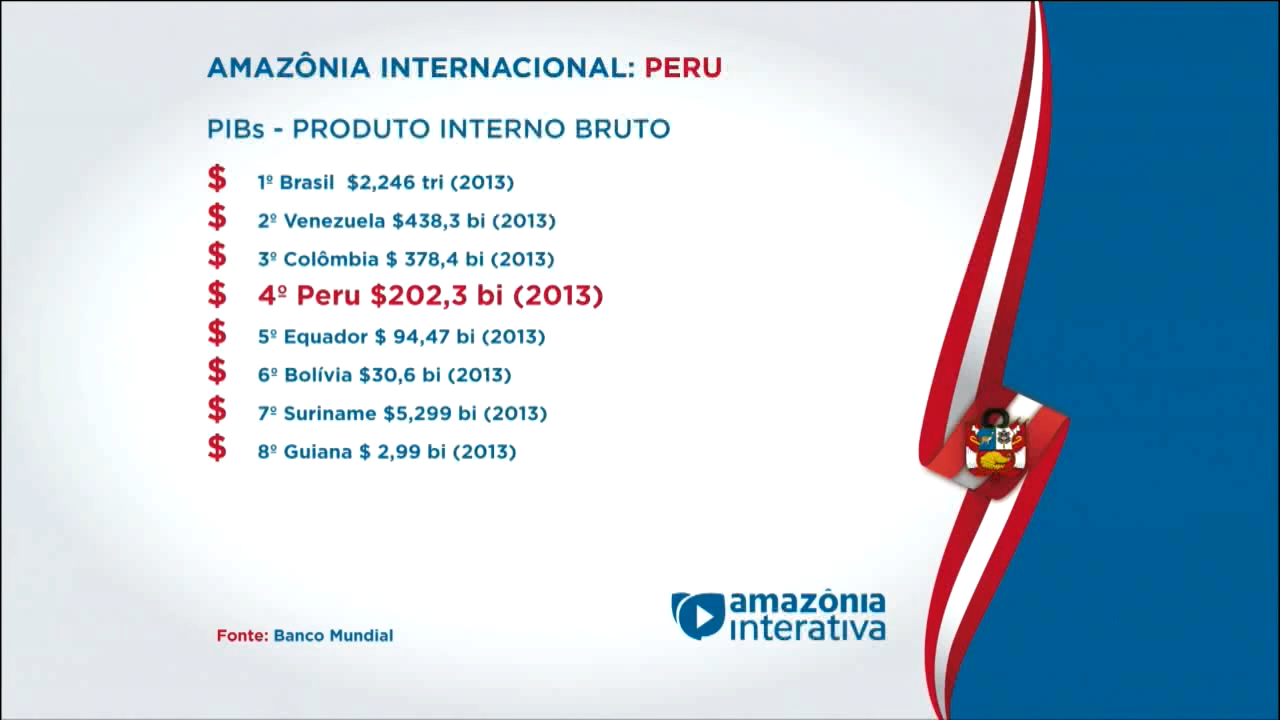 AMAZÔNIA INTERNACIONAL: PERU
PIBs - PRODUTO INTERNO BRUTO
$ 1º Brasil $2,246 tri (2013)
$ 2º Venezuela $438,3 bi (2013)
$ 3º Colômbia $ 378,4 bi (2013)
$ 4º Peru $202,3 bi (2013)
$ 5º Equador $ 94,47 bi (2013)
$ 6º Bolívia $30,6 bi (2013)
$ 7º Suriname $5,299 bi (2013)
$ 8º Guiana $ 2,99 bi (2013)
Fonte: Banco Mundial
amazônia
interativa